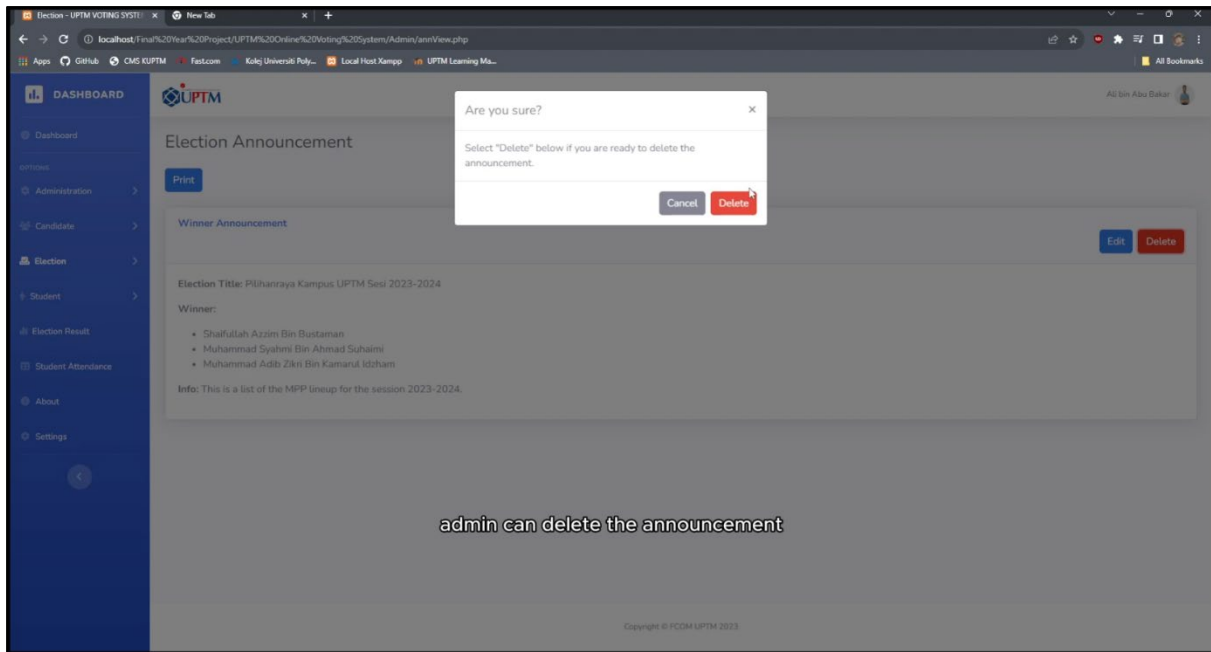 Election - UPTM VOTING SYSTE
New Tab
localhost/Final%20Year%20Project/UPTM%20Online%20Voting%20System/Admin/annView.php
Apps
GitHub
CMS KUPTM
Fast.com
Kolej Universiti Poly...
Local Host Xampp
UPTM Learning Ma...
All Bookmarks
DASHBOARD
UPTM
Ali bin Abu Bakar
Dashboard
OPTIONS
Administration
Candidate
Election
Student
Election Result
Student Attendance
About
Settings
Election Announcement
Print
Are you sure?
×
Select "Delete" below if you are ready to delete the
announcement.
Cancel
Delete
Winner Announcement
Edit
Delete
Election Title: Pilihanraya Kampus UPTM Sesi 2023-2024
Winner:
• Shaifullah Azzim Bin Bustaman
• Muhammad Syahmi Bin Ahmad Suhaimi
• Muhammad Adib Zikri Bin Kamarul Idzham
Info: This is a list of the MPP lineup for the session 2023-2024.
admin can delete the announcement
Copyright © FCOM UPTM 2023